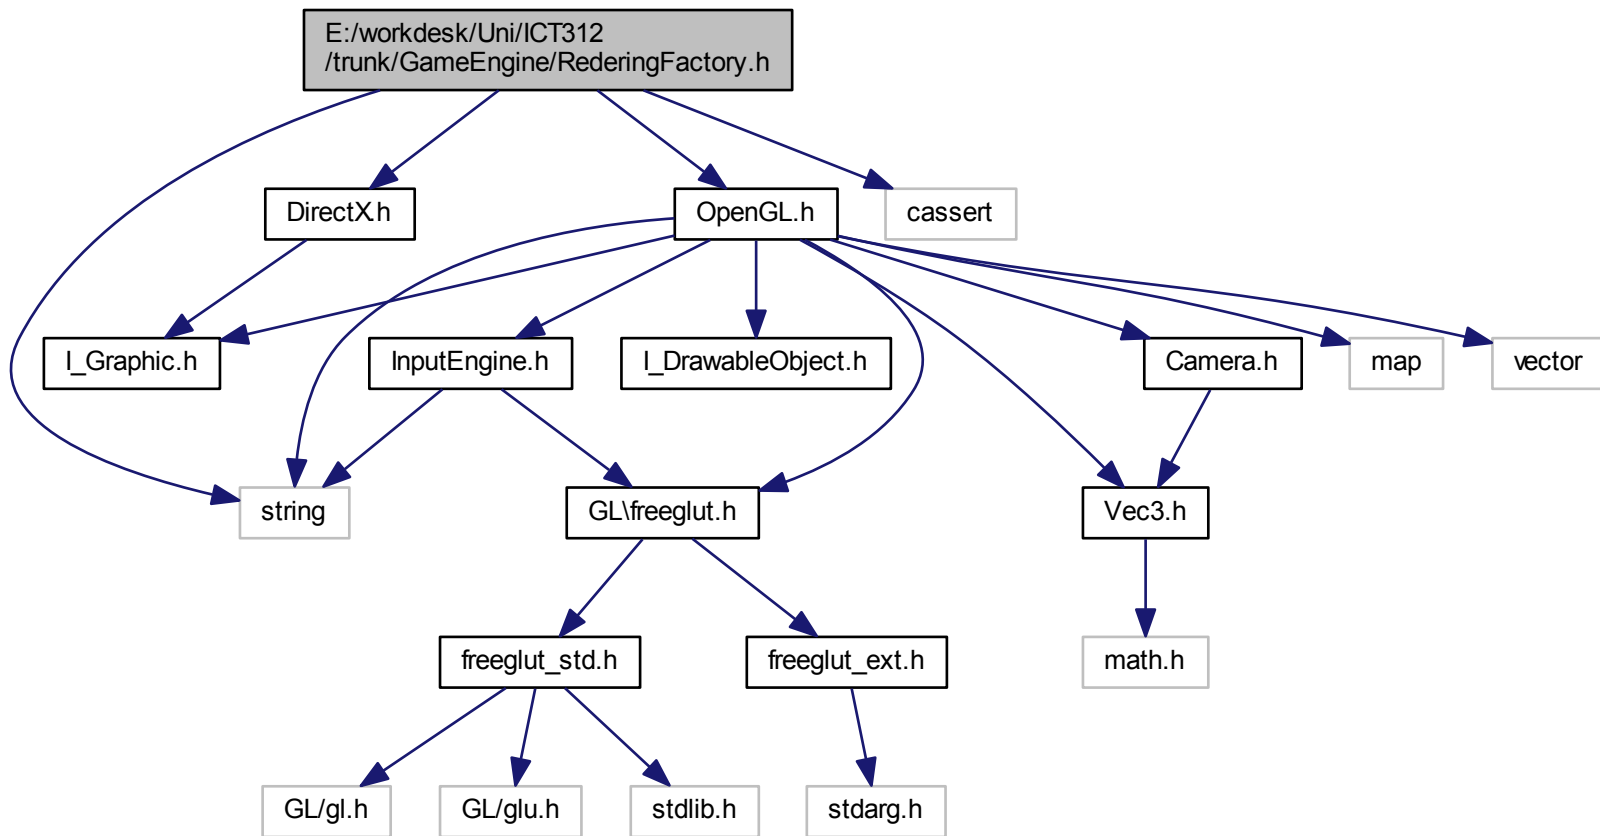 E:/workdesk/Uni/ICT312
/trunk/GameEngine/RederingFactory.h
DirectX.h
OpenGL.h
cassert
I_Graphic.h
InputEngine.h
I_DrawableObject.h
Camera.h
map
vector
string
GL\freeglut.h
Vec3.h
freeglut_std.h
freeglut_ext.h
math.h
GL/gl.h
GL/glu.h
stdlib.h
stdarg.h